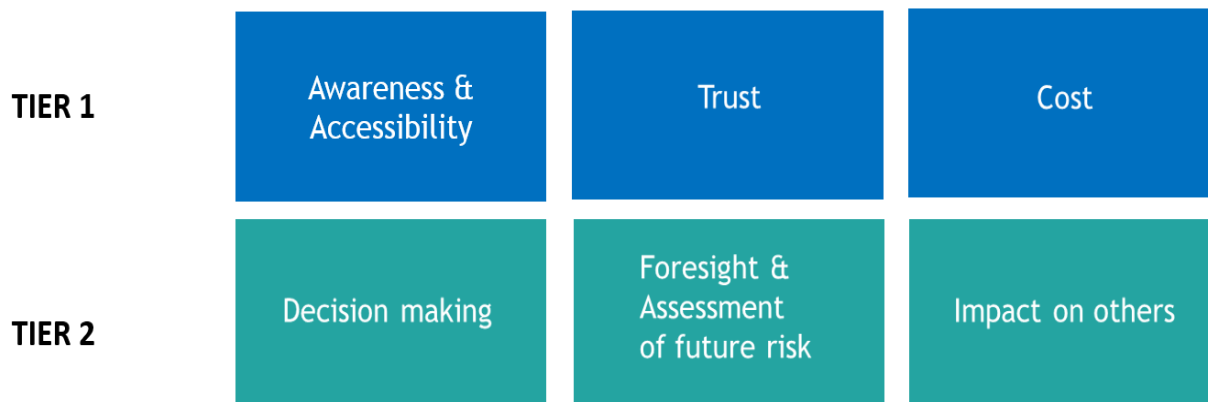 TIER 1
Awareness &
Accessibility
Trust
Cost
TIER 2
Decision making
Foresight &
Assessment
of future risk
Impact on others